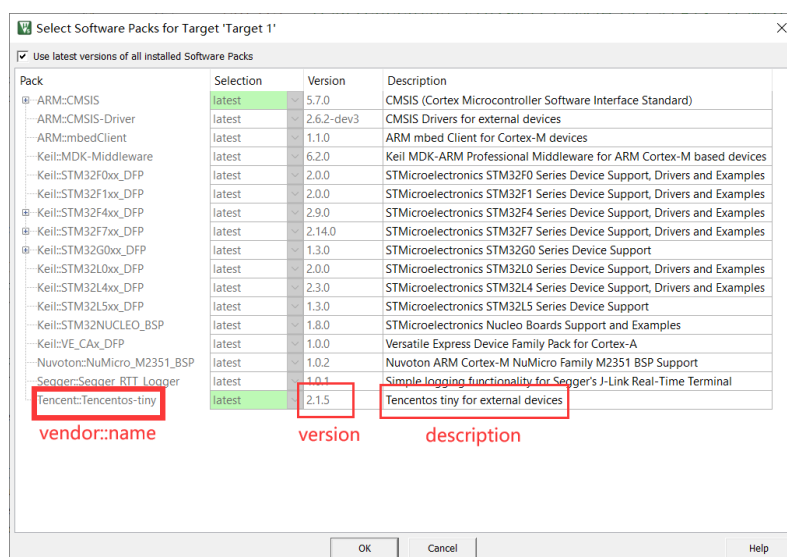 Select Software Packs for Target 'Target 1'
Use latest versions of all installed Software Packs
Pack Selection Version Description
ARM::CMSIS latest 5.7.0 CMSIS (Cortex Microcontroller Software Interface Standard)
ARM::CMSIS-Driver latest 2.6.2-dev3 CMSIS Drivers for external devices
ARM::mbedClient latest 1.1.0 ARM mbed Client for Cortex-M devices
Keil::MDK-Middleware latest 6.2.0 Keil MDK-ARM Professional Middleware for ARM Cortex-M based devices
Keil::STM32F0xx_DFP latest 2.0.0 STMicroelectronics STM32F0 Series Device Support, Drivers and Examples
Keil::STM32F1xx_DFP latest 2.0.0 STMicroelectronics STM32F1 Series Device Support, Drivers and Examples
Keil::STM32F4xx_DFP latest 2.9.0 STMicroelectronics STM32F4 Series Device Support, Drivers and Examples
Keil::STM32F7xx_DFP latest 2.14.0 STMicroelectronics STM32F7 Series Device Support, Drivers and Examples
Keil::STM32G0xx_DFP latest 1.3.0 STMicroelectronics STM32G0 Series Device Support
Keil::STM32L0xx_DFP latest 2.0.0 STMicroelectronics STM32L0 Series Device Support, Drivers and Examples
Keil::STM32L4xx_DFP latest 2.3.0 STMicroelectronics STM32L4 Series Device Support, Drivers and Examples
Keil::STM32L5xx_DFP latest 1.3.0 STMicroelectronics STM32L5 Series Device Support
Keil::STM32NUCLEO_BSP latest 1.8.0 STMicroelectronics Nucleo Boards Support and Examples
Keil::VE_CAx_DFP latest 1.0.0 Versatile Express Device Family Pack for Cortex-A
Nuvoton::NuMicro_M2351_BSP latest 1.0.2 Nuvoton ARM Cortex-M NuMicro Family M2351 BSP Support
Segger::Segger_RTT_Logger latest 1.0.1 Simple logging functionality for Segger's J-Link Real-Time Terminal
Tencent::Tencentos-tiny latest 2.1.5 Tencentos tiny for external devices
vendor::name version description
OK Cancel Help